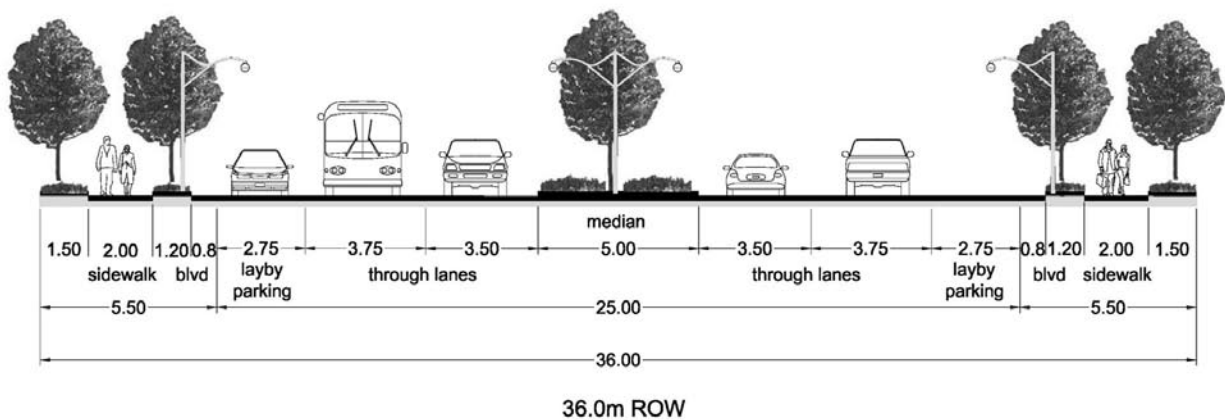 median
1.50 2.00 1.20 0.8 2.75 3.75 3.50 5.00 3.50 3.75 2.75 0.8 1.20 2.00 1.50
sidewalk blvd layby parking through lanes through lanes layby parking blvd sidewalk
5.50 25.00 5.50
36.00
36.0m ROW